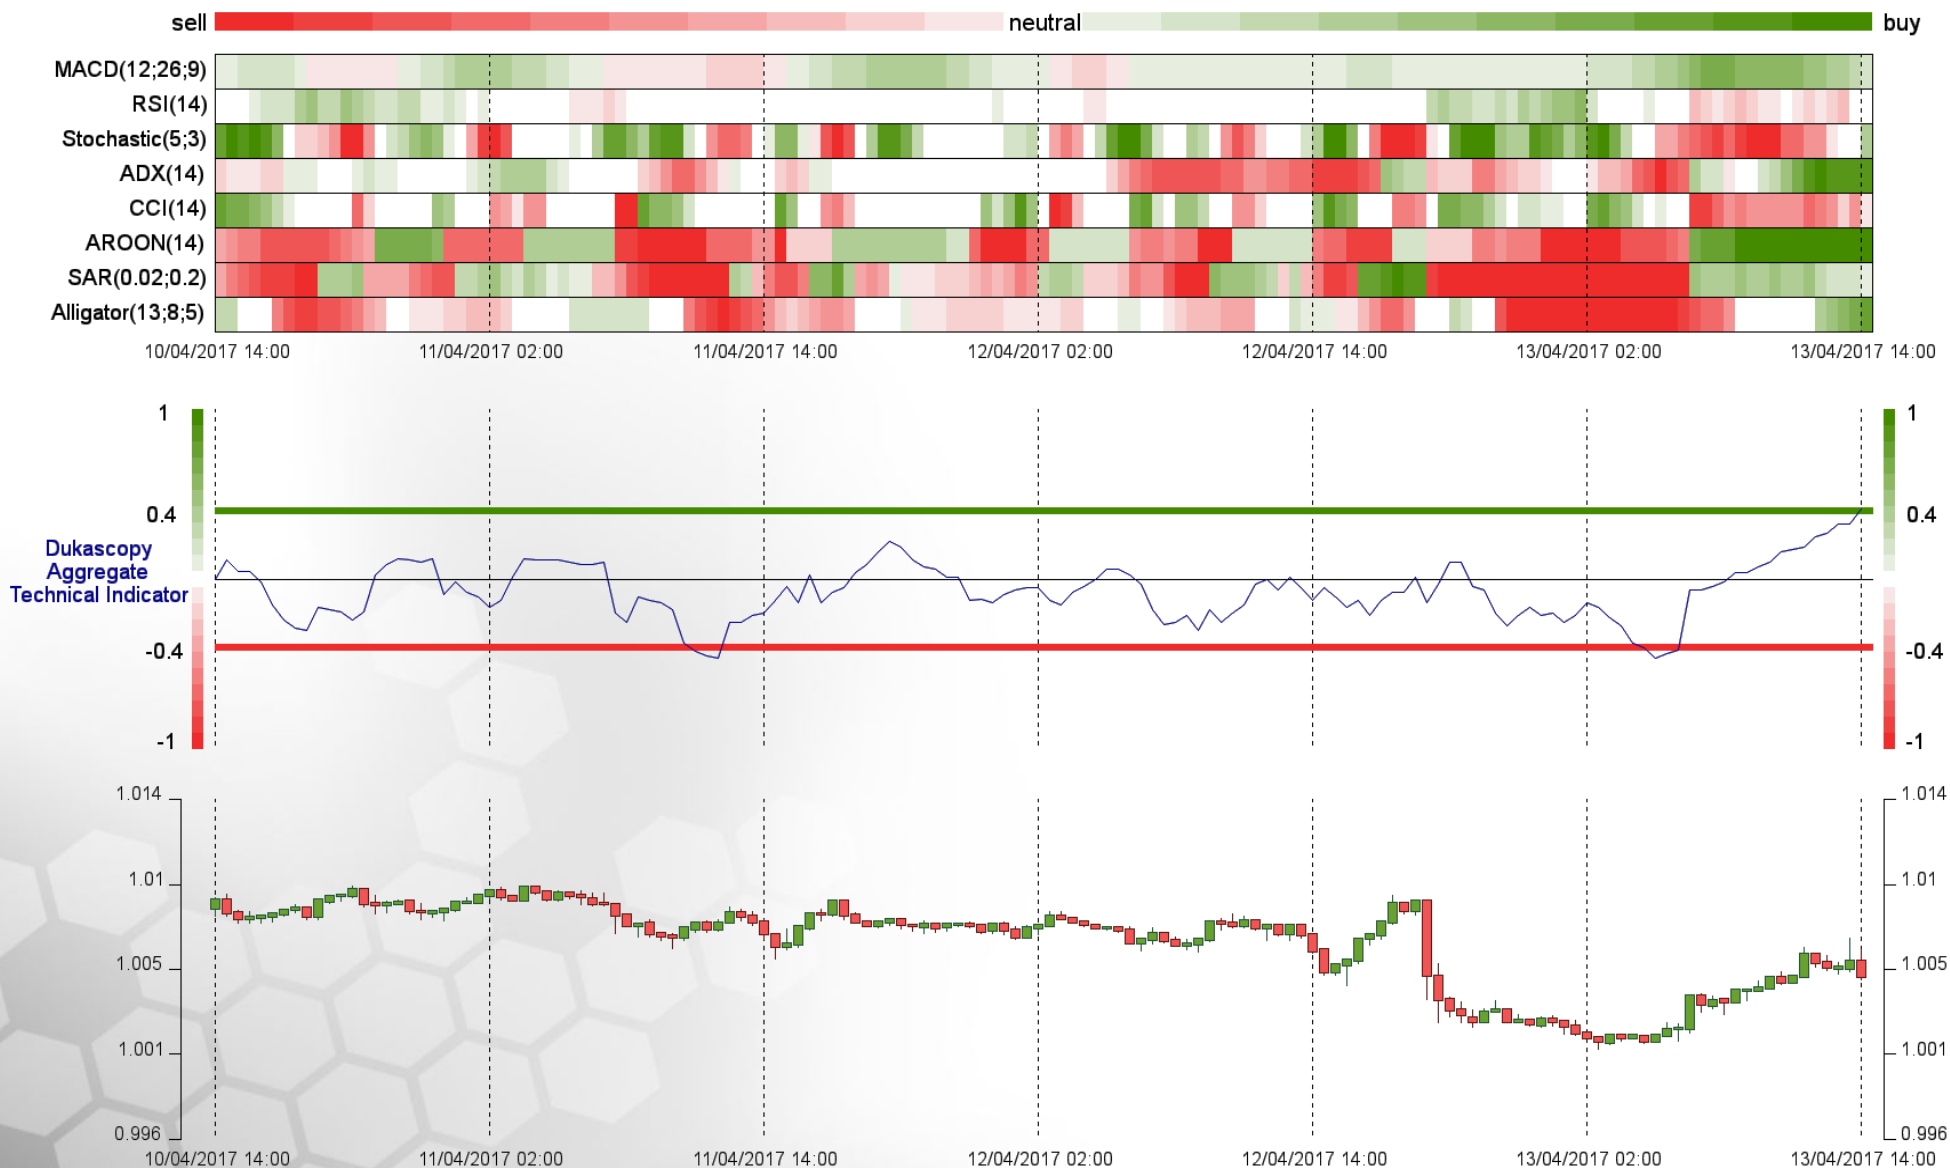 sell neutral buy
MACD(12;26;9)
RSI(14)
Stochastic(5;3)
ADX(14)
CCI(14)
AROON(14)
SAR(0.02;0.2)
Alligator(13;8;5)
10/04/2017 14:00 11/04/2017 02:00 11/04/2017 14:00 12/04/2017 02:00 12/04/2017 14:00 13/04/2017 02:00 13/04/2017 14:00
1 1
0.4 0.4
Dukascopy
Aggregate
Technical Indicator
-0.4 -0.4
-1 -1
1.014 1.014
1.01 1.01
1.005 1.005
1.001 1.001
0.996 0.996
10/04/2017 14:00 11/04/2017 02:00 11/04/2017 14:00 12/04/2017 02:00 12/04/2017 14:00 13/04/2017 02:00 13/04/2017 14:00